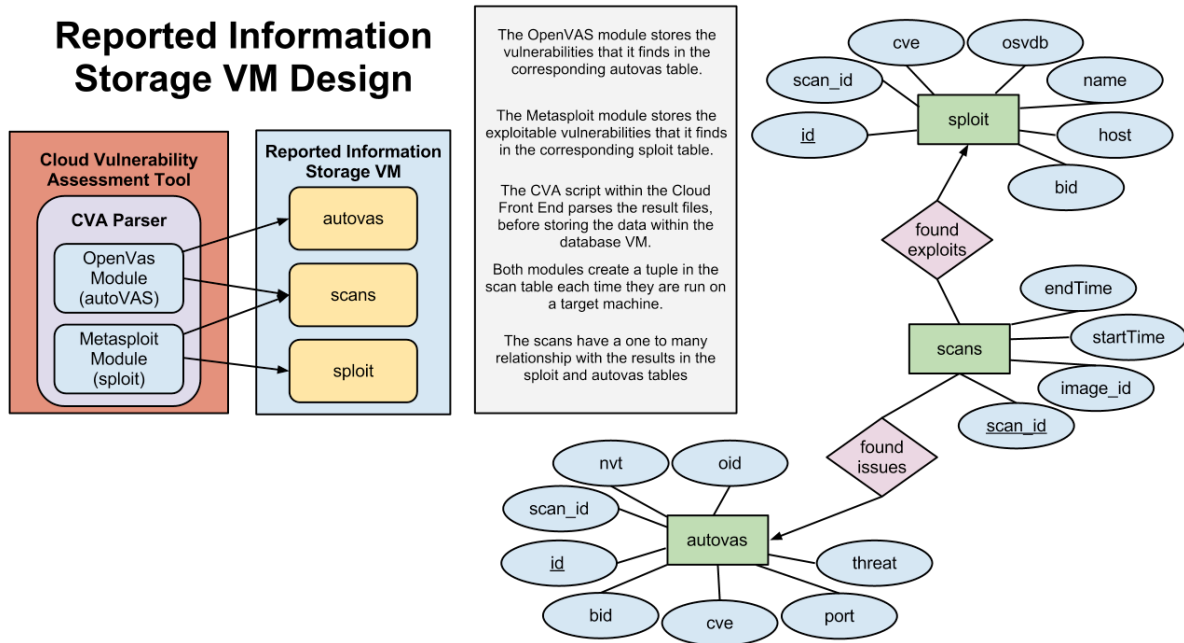 Reported Information
Storage VM Design
Cloud Vulnerability
Assessment Tool
CVA Parser
OpenVas
Module
(autoVAS)
Metasploit
Module
(sploit)
Reported Information
Storage VM
autovas
scans
sploit
The OpenVAS module stores the
vulnerabilities that it finds in the
corresponding autovas table.
The Metasploit module stores the
exploitable vulnerabilities that it finds
in the corresponding sploit table.
The CVA script within the Cloud
Front End parses the result files,
before storing the data within the
database VM.
Both modules create a tuple in the
scan table each time they are run on
a target machine.
The scans have a one to many
relationship with the results in the
sploit and autovas tables
cve
osvdb
scan_id
name
sploit
id
host
bid
found
exploits
endTime
startTime
scans
image_id
scan_id
found
issues
nvt
oid
scan_id
autovas
id
threat
bid
cve
port